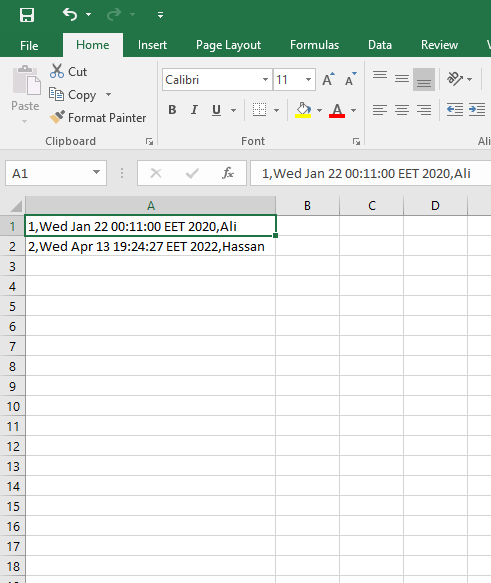 File Home Insert Page Layout Formulas Data Review
Cut
Calibri 11 A A
Copy
Paste
Format Painter
B I U A
Clipboard Font
A1 fx 1,Wed Jan 22 00:11:00 EET 2020,Ali
A B C D
1 1,Wed Jan 22 00:11:00 EET 2020,Ali
2 2,Wed Apr 13 19:24:27 EET 2022,Hassan
3
4
5
6
7
8
9
10
11
12
13
14
15
16
17
18